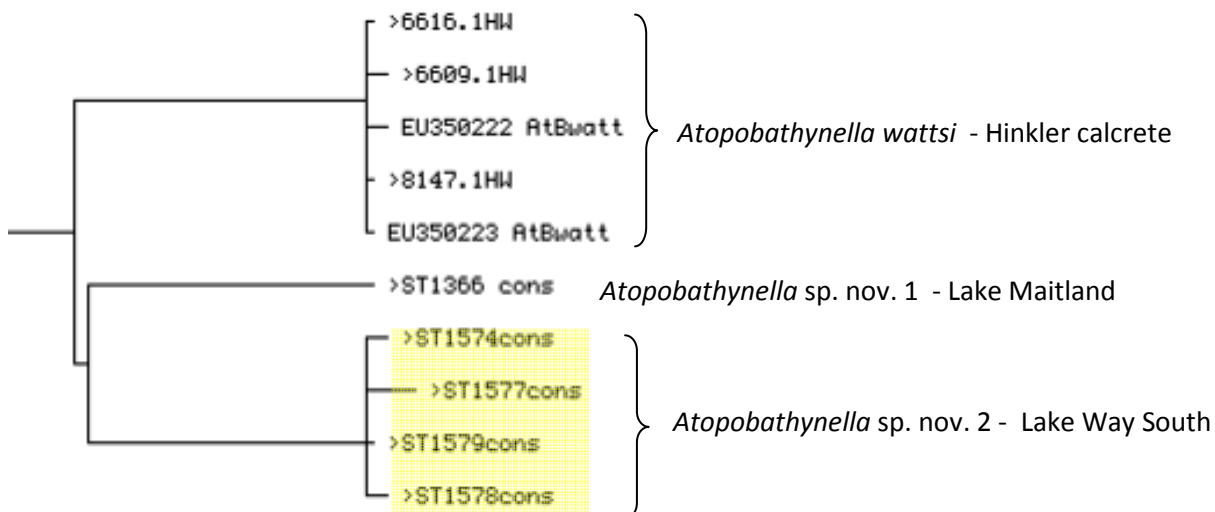 >6616.1HW
>6609.1HW
EU350222 AtBwatt
>8147.1HW
EU350223 AtBwatt
Atopobathynella wattsi - Hinkler calcrete
>ST1366 cons
Atopobathynella sp. nov. 1 - Lake Maitland
>ST1574cons
>ST1577cons
>ST1579cons
>ST1578cons
Atopobathynella sp. nov. 2 - Lake Way South